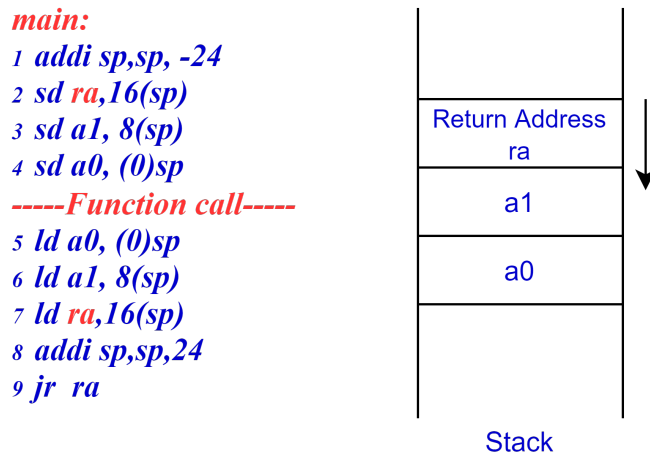 main:
1 addi sp,sp, -24
2 sd ra,16(sp)
3 sd a1, 8(sp)
4 sd a0, (0)sp
-----Function call-----
5 ld a0, (0)sp
6 ld a1, 8(sp)
7 ld ra,16(sp)
8 addi sp,sp,24
9 jr ra
Return Address
ra
a1
a0
Stack